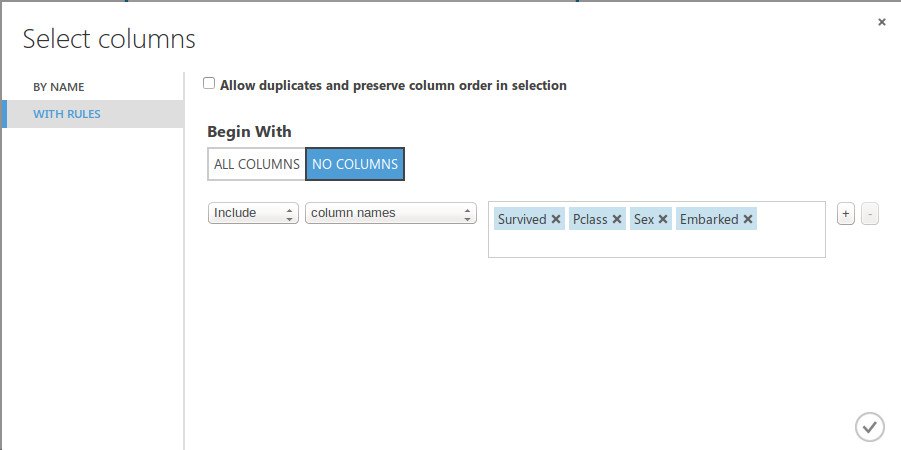 Select columns
×
BY NAME
WITH RULES
Allow duplicates and preserve column order in selection
Begin With
ALL COLUMNS NO COLUMNS
Include column names Survived × Pclass × Sex × Embarked × + -